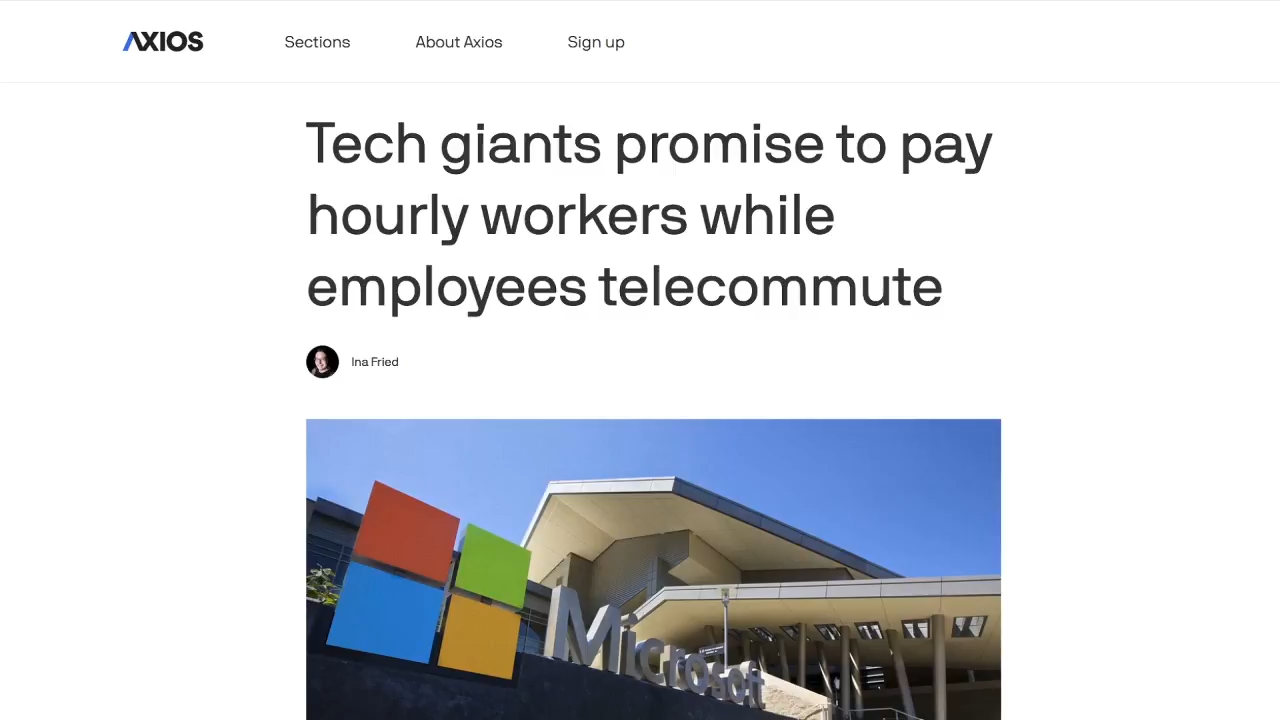 AXIOS Sections About Axios Sign up
Tech giants promise to pay
hourly workers while
employees telecommute
Ina Fried
Microsoft